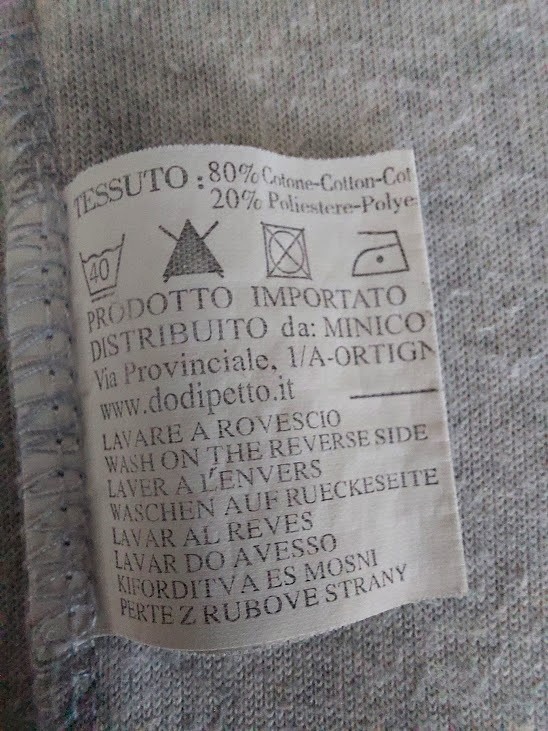 TESSUTO : 80% Cotone-Cotton-Cot
20% Poliestere-Polye
40
PRODOTTO IMPORTATO
DISTRIBUITO da: MINICO
Via Provinciale, 1/A-ORTIGN
www.dodipetto.it
LAVARE A ROVESCIO
WASH ON THE REVERSE SIDE
LAVER A L'ENVERS
WASCHEN AUF RUECKESEITE
LAVAR AL REVES
LAVAR DO AVESSO
KIFORDITVA ES MOSNI
PERTE Z RUBOVE STRANY